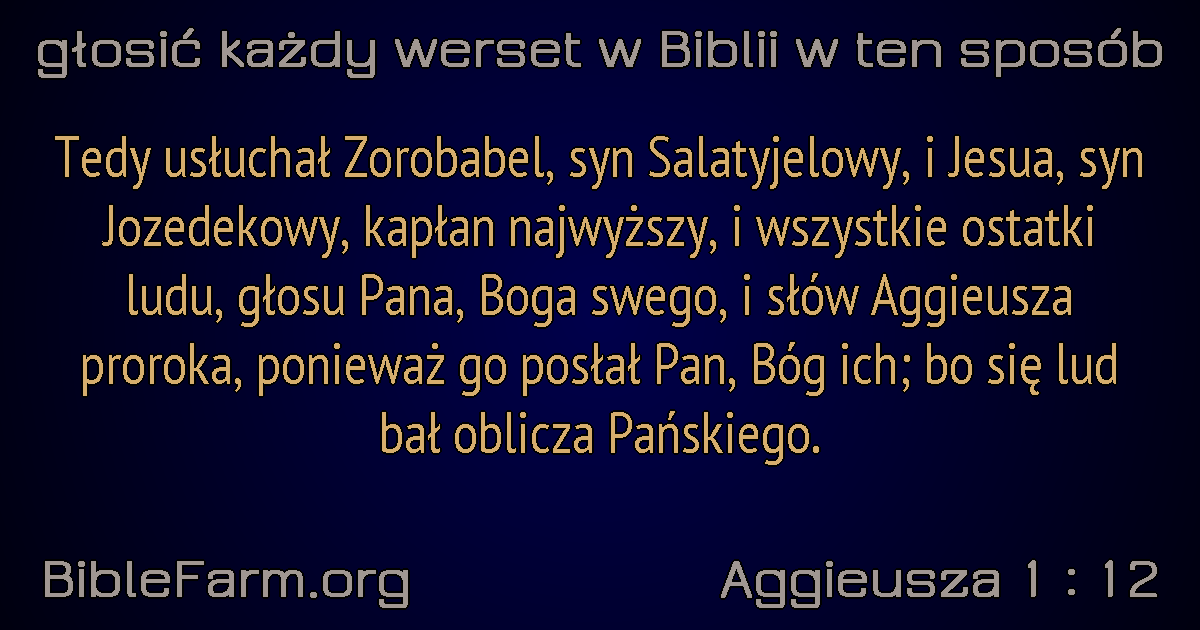 głosić każdy werset w Biblii w ten sposób
Tedy usłuchał Zorobabel, syn Salatyjelowy, i Jesua, syn
Jozedekowy, kapłan najwyższy, i wszystkie ostatki
ludu, głosu Pana, Boga swego, i słów Aggieusza
proroka, ponieważ go posłał Pan, Bóg ich; bo się lud
bał oblicza Pańskiego.
BibleFarm.org
Aggieusza 1 : 12